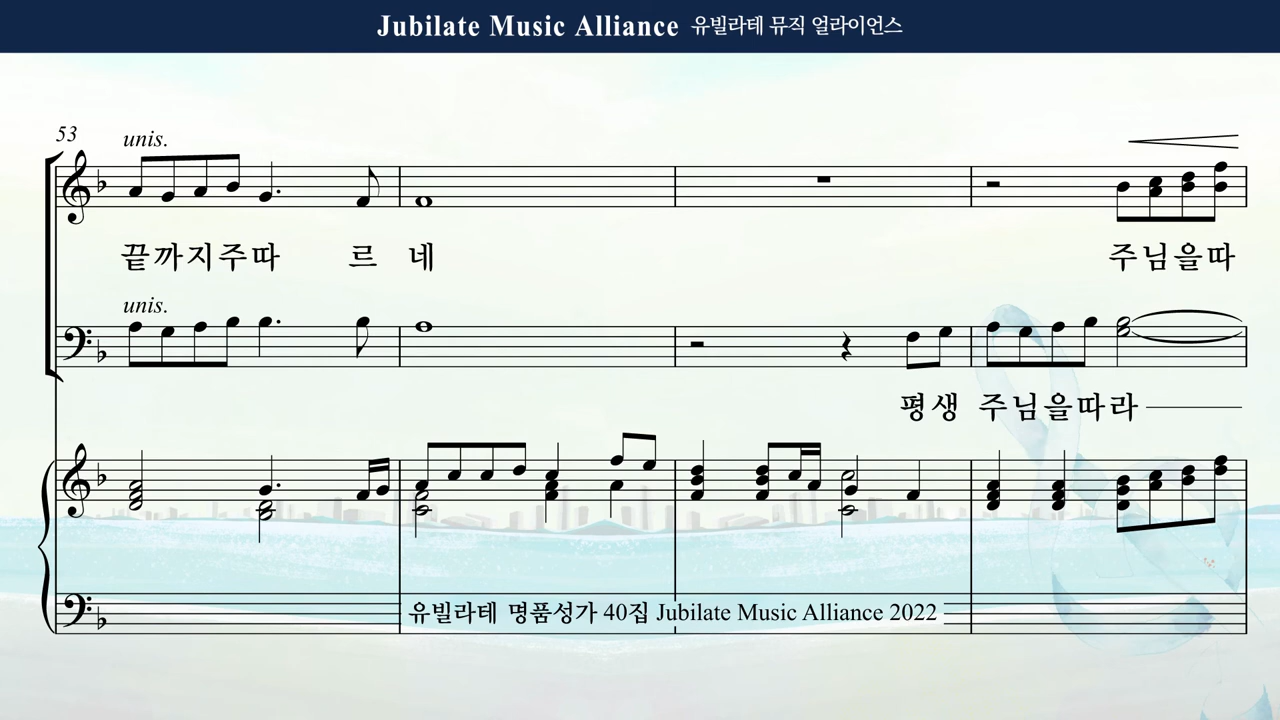 Jubilate Music Alliance 유빌라테 뮤직 얼라이언스
53
unis.
끝까지주따 르 네 주님을따
unis.
평생 주님을따라
유빌라테 명품성가 40집 Jubilate Music Alliance 2022